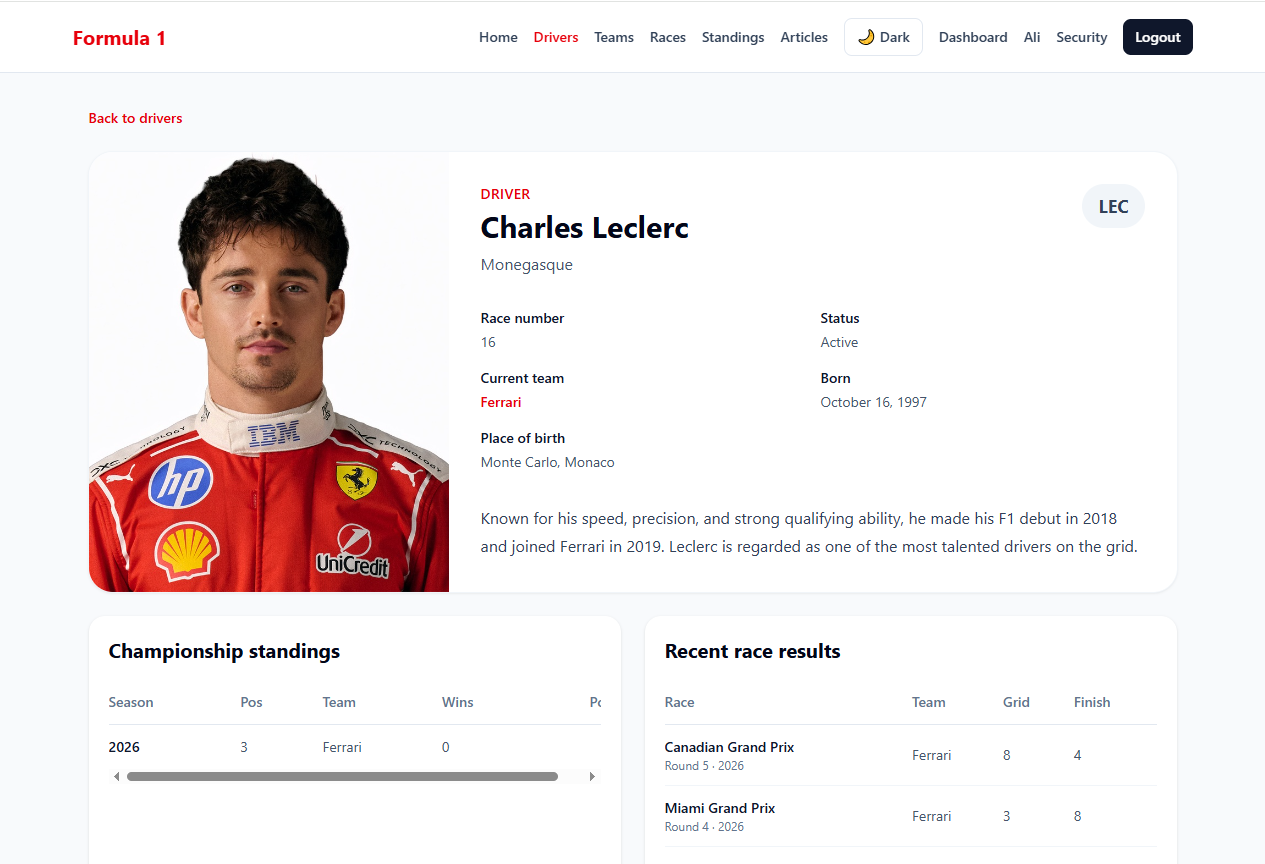 Formula 1
Home Drivers Teams Races Standings Articles 🌙 Dark Dashboard Ali Security Logout
Back to drivers
DRIVER
LEC
Charles Leclerc
Monegasque
Race number
16
Status
Active
Current team
Ferrari
Born
October 16, 1997
Place of birth
Monte Carlo, Monaco
Known for his speed, precision, and strong qualifying ability, he made his F1 debut in 2018
and joined Ferrari in 2019. Leclerc is regarded as one of the most talented drivers on the grid.
IBM
DXC TECHNOLOGY
hp
UniCredit
Championship standings
Season Pos Team Wins
2026 3 Ferrari 0
Recent race results
Race Team Grid Finish
Canadian Grand Prix Ferrari 8 4
Round 5 · 2026
Miami Grand Prix Ferrari 3 8
Round 4 · 2026